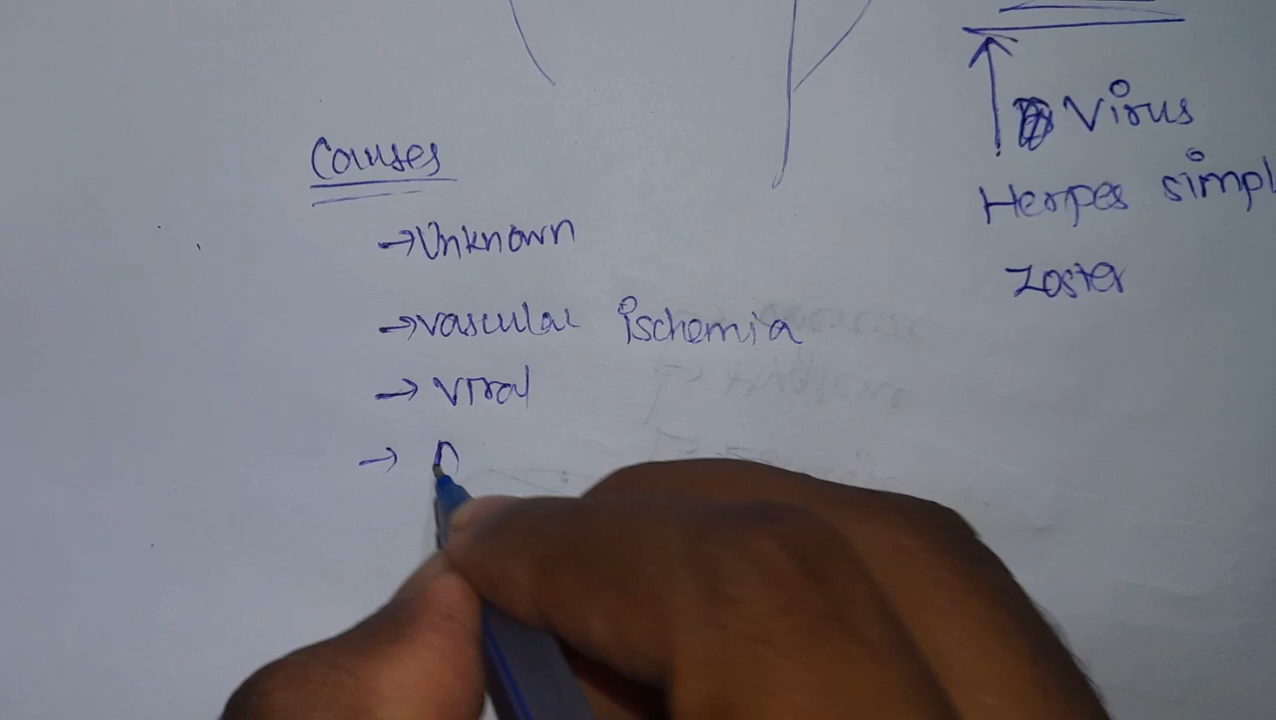 Causes
→Unknown
→vascular ischemia
→ Viral
→
Virus
Herpes simpl
Zoster